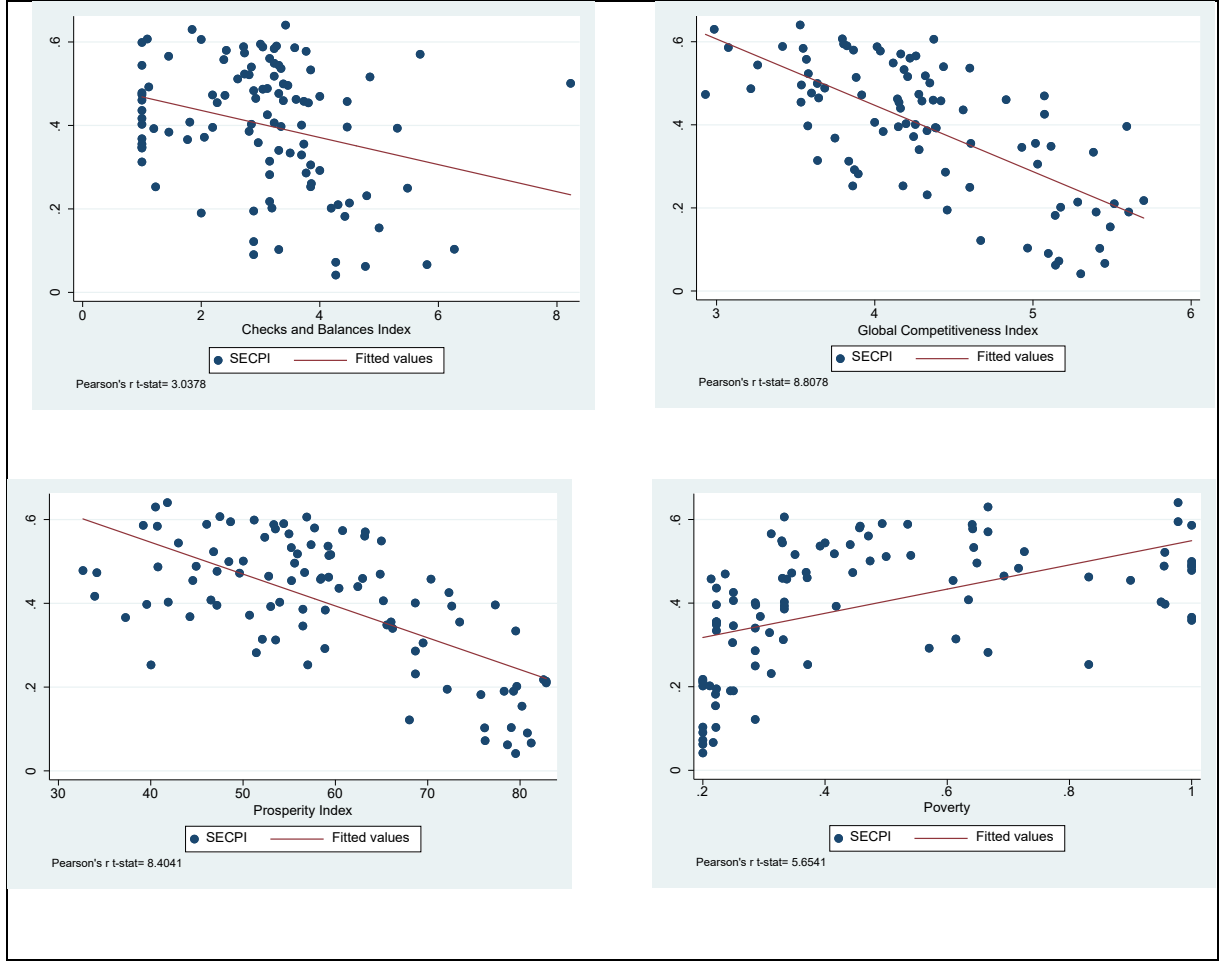 .6
.4
.2
0
0 2 4 6 8
Checks and Balances Index
SECPI Fitted values
Pearson's r t-stat= 3.0378
.6
.4
.2
0
3 4 5 6
Global Competitiveness Index
SECPI Fitted values
Pearson's r t-stat= 8.8078
.6
.4
.2
0
30 40 50 60 70 80
Prosperity Index
SECPI Fitted values
Pearson's r t-stat= 8.4041
.6
.4
.2
0
.2 .4 .6 .8 1
Poverty
SECPI Fitted values
Pearson's r t-stat= 5.6541